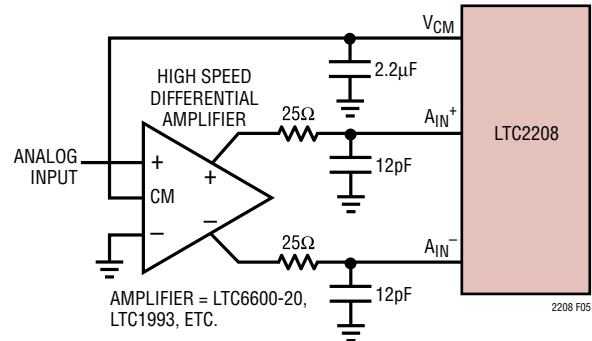 V_CM
2.2µF
HIGH SPEED
DIFFERENTIAL
AMPLIFIER
25Ω
A_IN^+
LTC2208
ANALOG
INPUT
+
+
CM
12pF
−
−
25Ω
A_IN^−
12pF
AMPLIFIER = LTC6600-20,
LTC1993, ETC.
2208 F05